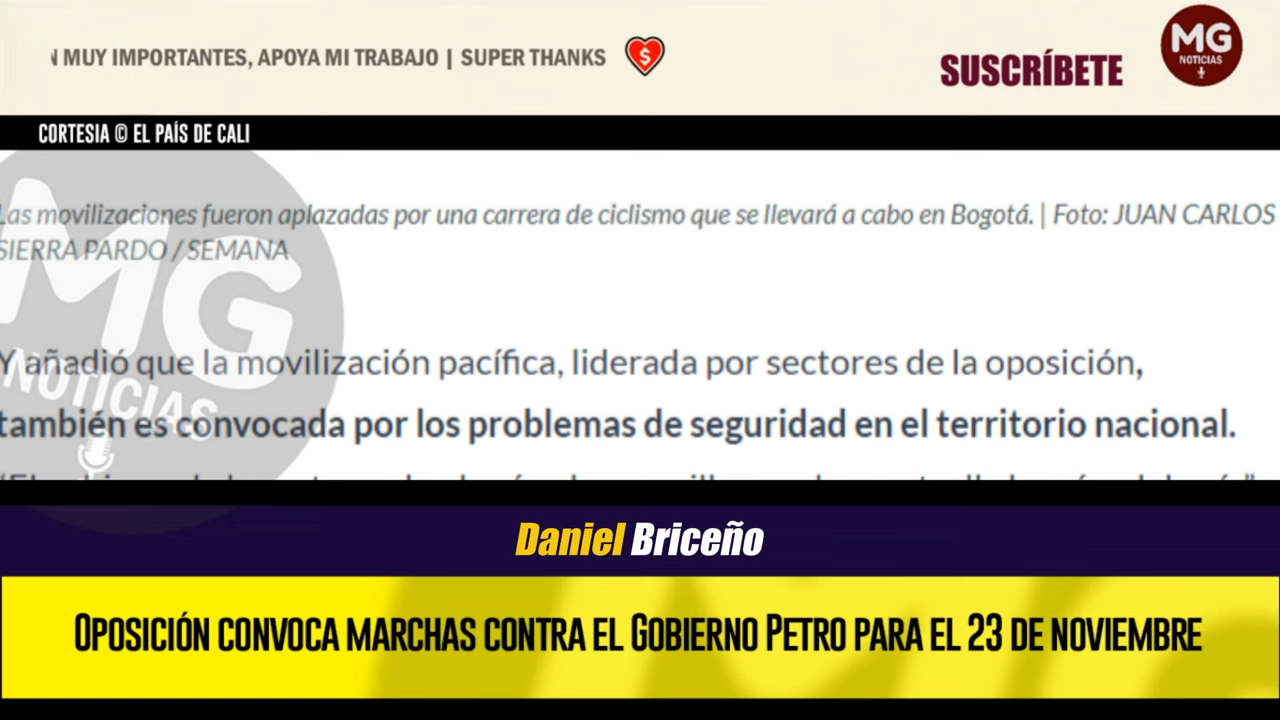 MUY IMPORTANTES, APOYA MI TRABAJO | SUPER THANKS
$
SUSCRÍBETE
MG
NOTICIAS
CORTESIA © EL PAÍS DE CALI
Las movilizaciones fueron aplazadas por una carrera de ciclismo que se llevará a cabo en Bogotá. | Foto: JUAN CARLOS
SIERRA PARDO / SEMANA
MG
NOTICIAS
Y añadió que la movilización pacífica, liderada por sectores de la oposición,
también es convocada por los problemas de seguridad en el territorio nacional.
Daniel Briceño
OPOSICIÓN CONVOCA MARCHAS CONTRA EL GOBIERNO PETRO PARA EL 23 DE NOVIEMBRE